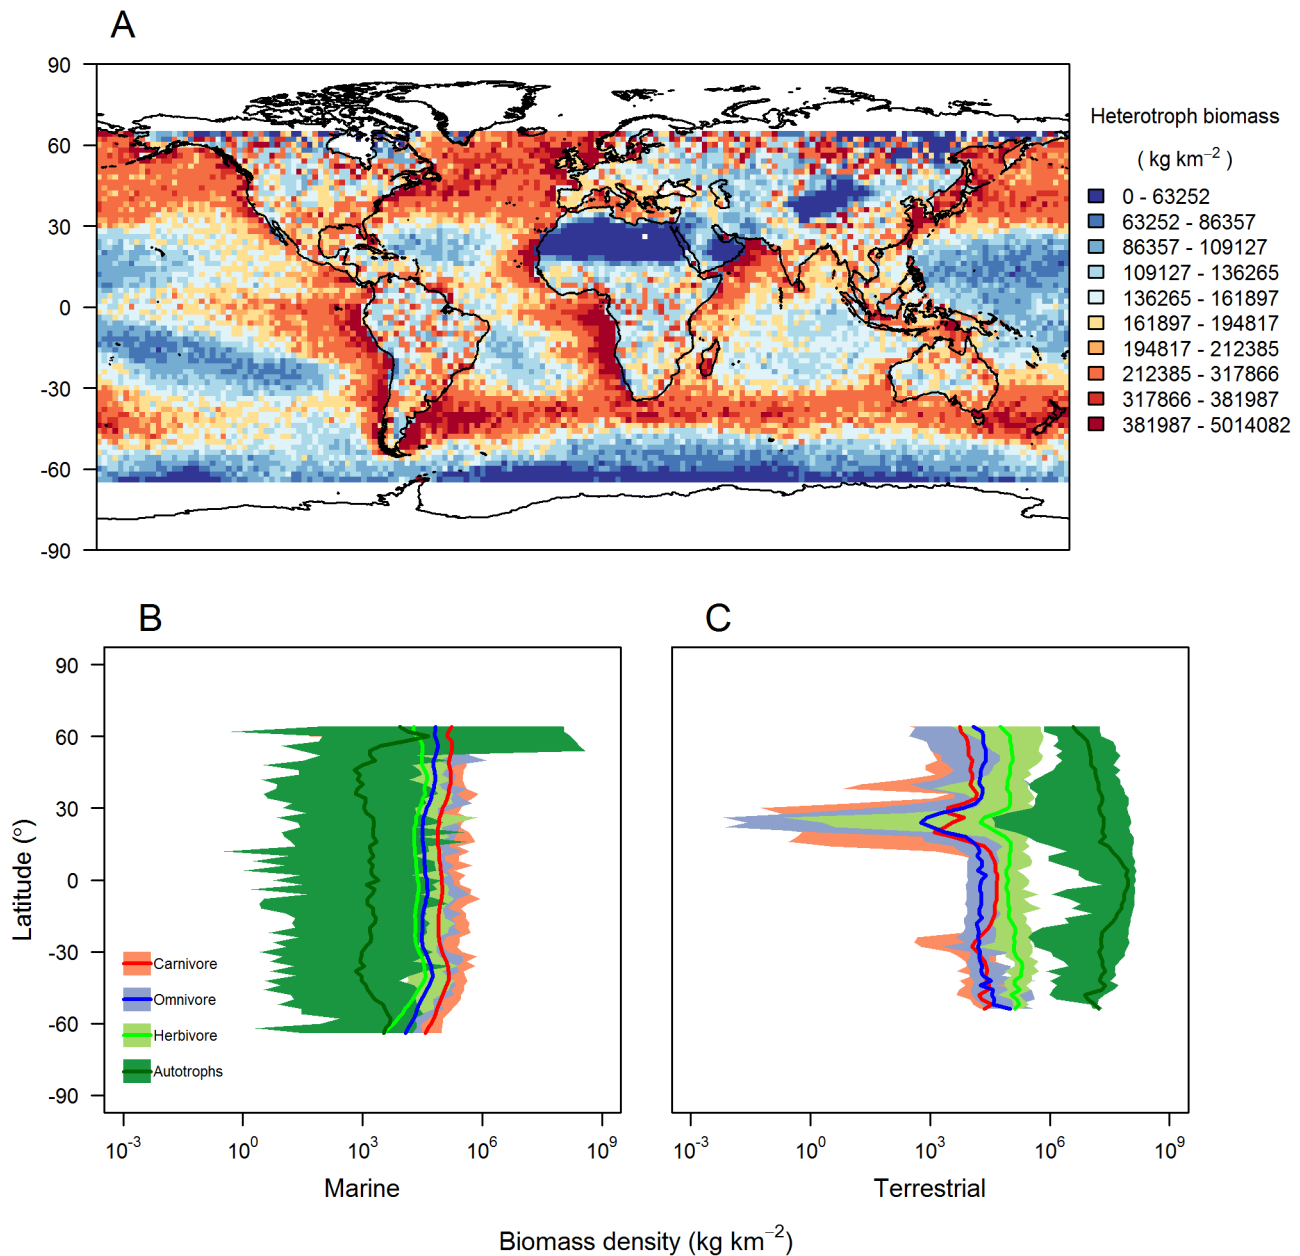 A
90
60
30
0
-30
-60
-90
Heterotroph biomass
( kg km−2 )
0 - 63252
63252 - 86357
86357 - 109127
109127 - 136265
136265 - 161897
161897 - 194817
194817 - 212385
212385 - 317866
317866 - 381987
381987 - 5014082
B
C
Latitude (°)
90
60
30
0
-30
-60
-90
Carnivore
Omnivore
Herbivore
Autotrophs
10−3
100
103
106
109
10−3
100
103
106
109
Marine
Terrestrial
Biomass density (kg km−2)